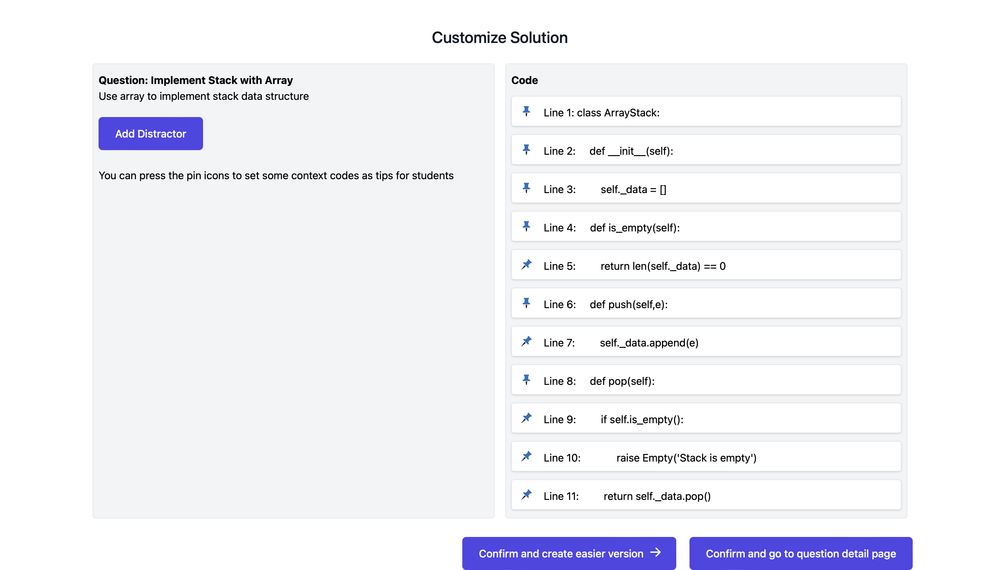 Customize Solution
Question: Implement Stack with Array
Use array to implement stack data structure
Add Distractor
You can press the pin icons to set some context codes as tips for students
Code
Line 1: class ArrayStack:
Line 2:     def __init__(self):
Line 3:         self._data = []
Line 4:     def is_empty(self):
Line 5:         return len(self._data) == 0
Line 6:     def push(self,e):
Line 7:         self._data.append(e)
Line 8:     def pop(self):
Line 9:         if self.is_empty():
Line 10:             raise Empty('Stack is empty')
Line 11:         return self._data.pop()
Confirm and create easier version →
Confirm and go to question detail page